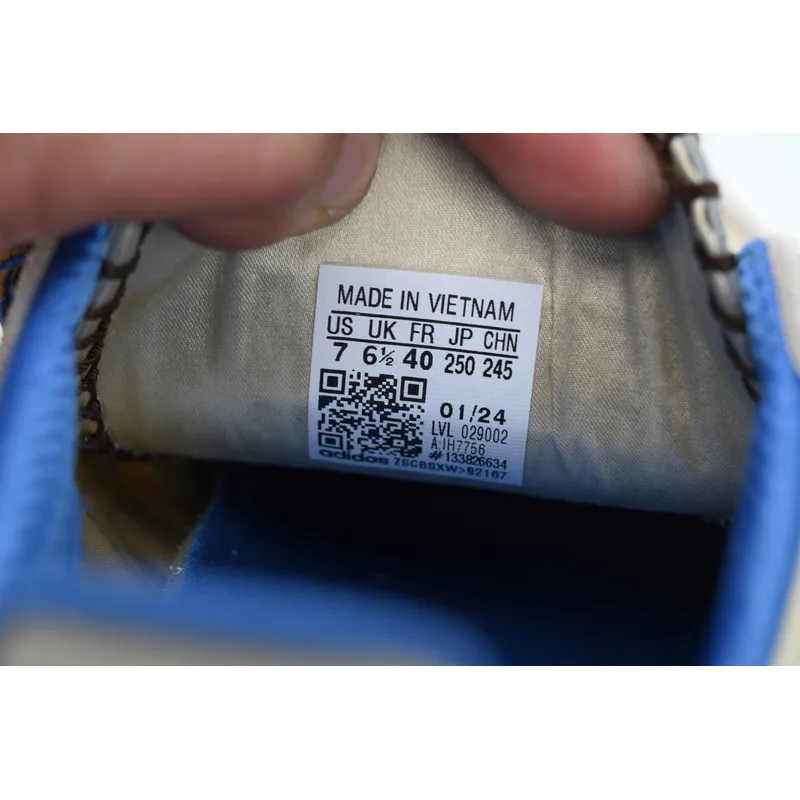 MADE IN VIETNAM
US UK FR JP CHN
7 6½ 40 250 245
01/24
LVL 029002
A:IH7756
#133826634
adidas